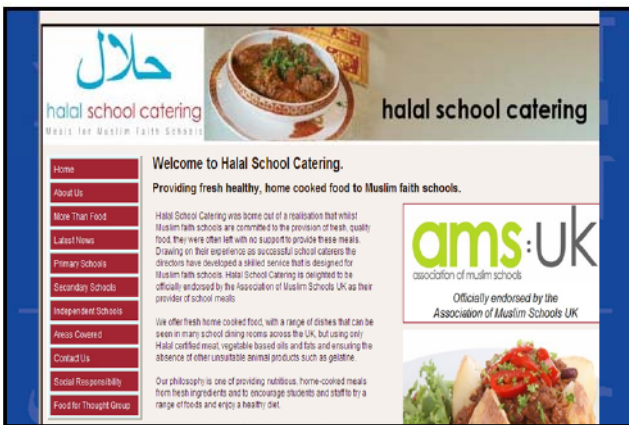 حلال
halal school catering
Meals for Muslim Faith Schools
halal school catering
Home
About Us
More Than Food
Latest News
Primary Schools
Secondary Schools
Independent Schools
Areas Covered
Contact Us
Social Responsibility
Food for Thought Group
Welcome to Halal School Catering.
Providing fresh healthy, home cooked food to Muslim faith schools.
Halal School Catering was borne out of a realisation that whilst
Muslim faith schools are committed to the provision of fresh, quality
food, they were often left with no support to provide these meals.
Drawing on their experience as successful school caterers the
directors have developed a skilled service that is designed for
Muslim faith schools. Halal School Catering is delighted to be
officially endorsed by the Association of Muslim Schools UK as their
provider of school meals
We offer fresh home cooked food, with a range of dishes that can be
seen in many school dining rooms across the UK, but using only
Halal certified meat, vegetable based oils and fats and ensuring the
absence of other unsuitable animal products such as gelatine.
Our philosophy is one of providing nutritious, home-cooked meals
from fresh ingredients and to encourage students and staff to try a
range of foods and enjoy a healthy diet.
ams:uk
association of muslim schools
Officially endorsed by the
Association of Muslim Schools UK